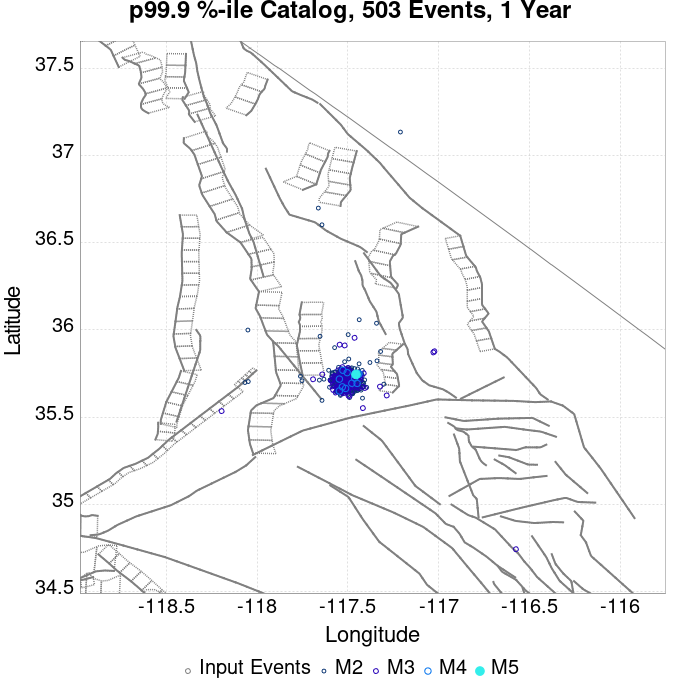 p99.9 %-ile Catalog, 503 Events, 1 Year
37.5
37
36.5
36
35.5
35
34.5
Latitude
-118.5 -118 -117.5 -117 -116.5 -116
Longitude
Input Events M2 M3 M4 M5